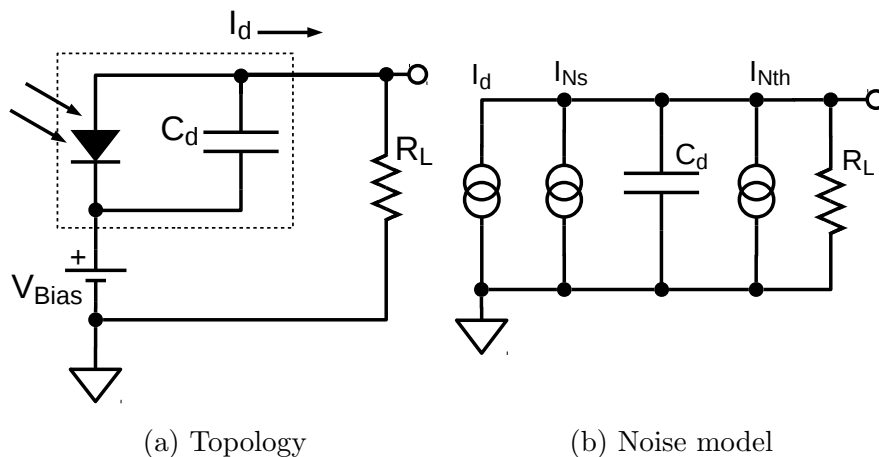 I_d
C_d
R_L
+
V_Bias
(a) Topology
I_d I_Ns I_Nth
C_d
R_L
(b) Noise model